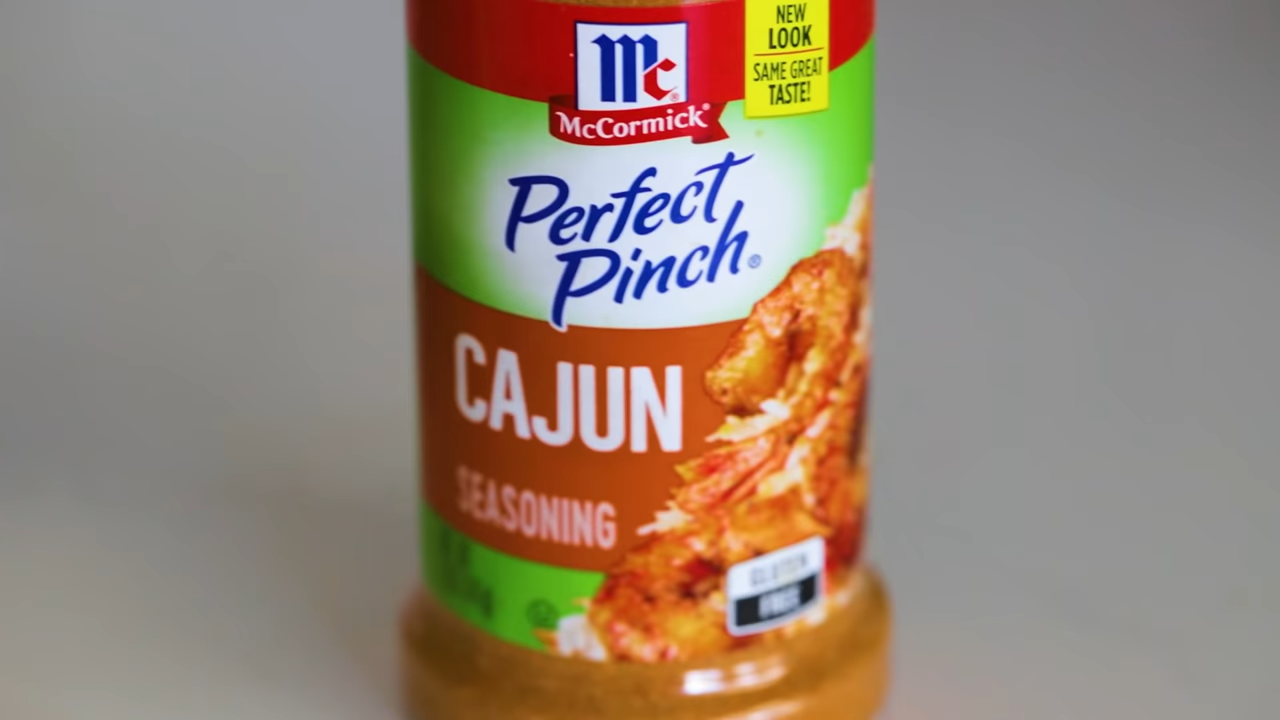 Mc®
McCormick®
NEW
LOOK
SAME GREAT
TASTE!
Perfect
Pinch®
CAJUN
SEASONING
GLUTEN
FREE